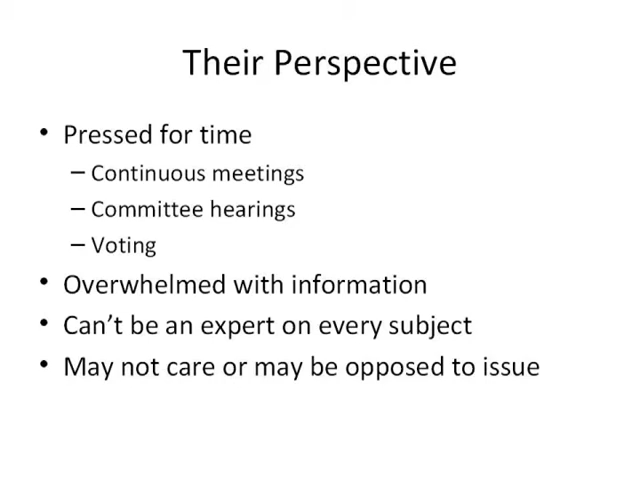 Their Perspective
• Pressed for time
– Continuous meetings
– Committee hearings
– Voting
• Overwhelmed with information
• Can’t be an expert on every subject
• May not care or may be opposed to issue